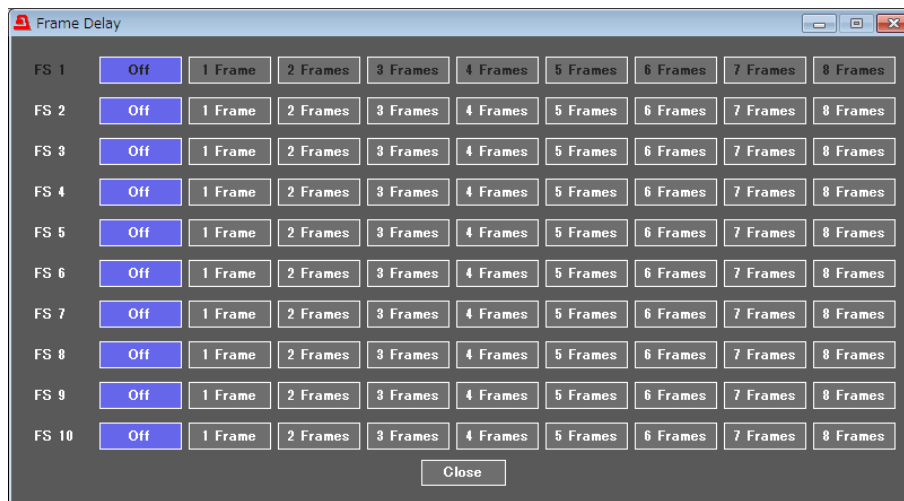 Frame Delay
FS 1 Off 1 Frame 2 Frames 3 Frames 4 Frames 5 Frames 6 Frames 7 Frames 8 Frames
FS 2 Off 1 Frame 2 Frames 3 Frames 4 Frames 5 Frames 6 Frames 7 Frames 8 Frames
FS 3 Off 1 Frame 2 Frames 3 Frames 4 Frames 5 Frames 6 Frames 7 Frames 8 Frames
FS 4 Off 1 Frame 2 Frames 3 Frames 4 Frames 5 Frames 6 Frames 7 Frames 8 Frames
FS 5 Off 1 Frame 2 Frames 3 Frames 4 Frames 5 Frames 6 Frames 7 Frames 8 Frames
FS 6 Off 1 Frame 2 Frames 3 Frames 4 Frames 5 Frames 6 Frames 7 Frames 8 Frames
FS 7 Off 1 Frame 2 Frames 3 Frames 4 Frames 5 Frames 6 Frames 7 Frames 8 Frames
FS 8 Off 1 Frame 2 Frames 3 Frames 4 Frames 5 Frames 6 Frames 7 Frames 8 Frames
FS 9 Off 1 Frame 2 Frames 3 Frames 4 Frames 5 Frames 6 Frames 7 Frames 8 Frames
FS 10 Off 1 Frame 2 Frames 3 Frames 4 Frames 5 Frames 6 Frames 7 Frames 8 Frames
Close